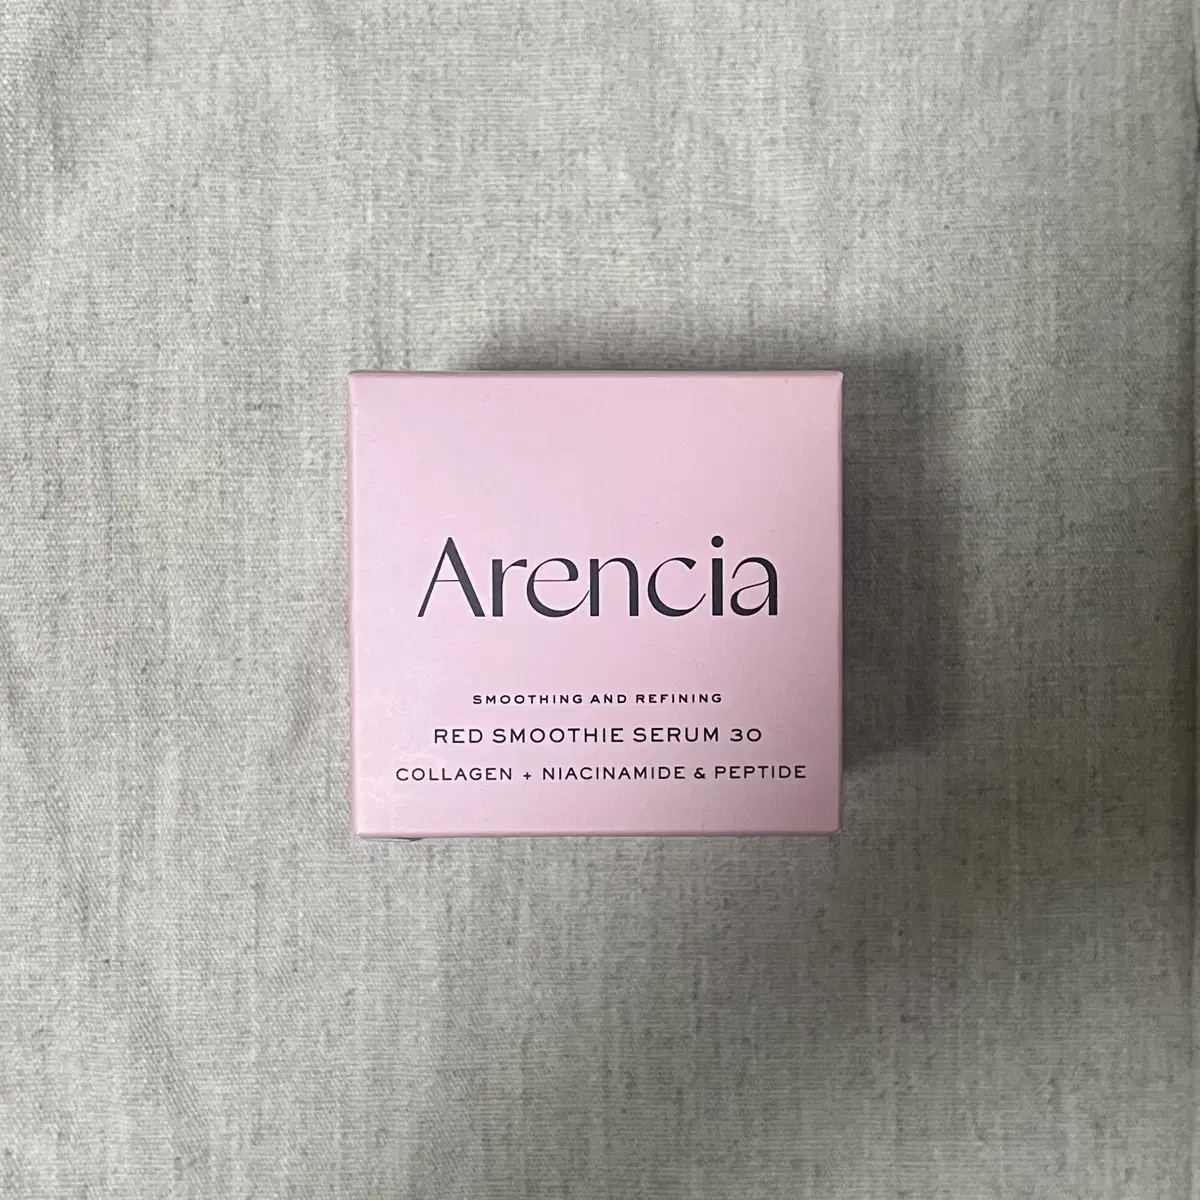 Arencia
SMOOTHING AND REFINING
RED SMOOTHIE SERUM 30
COLLAGEN + NIACINAMIDE & PEPTIDE